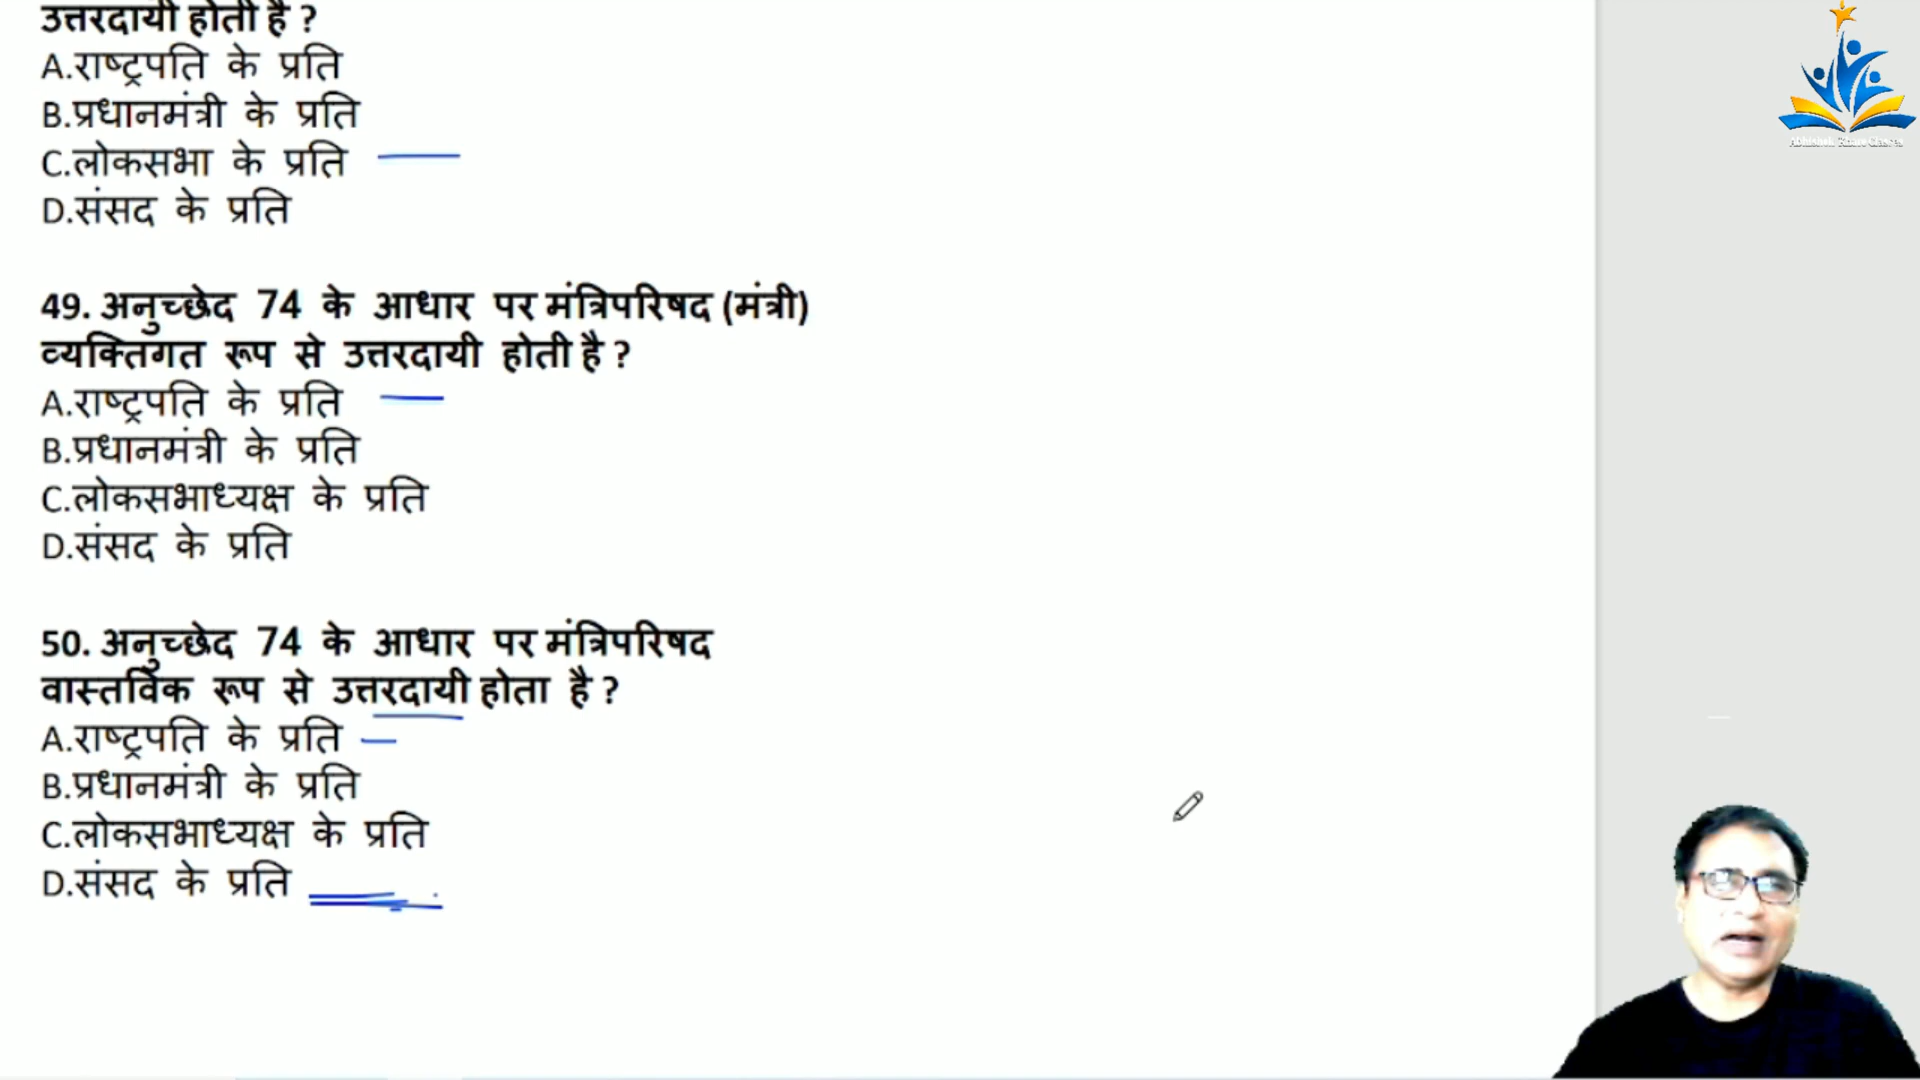 उत्तरदायी होती है ?
A.राष्ट्रपति के प्रति
B.प्रधानमंत्री के प्रति
C.लोकसभा के प्रति
D.संसद के प्रति
49. अनुच्छेद 74 के आधार पर मंत्रिपरिषद (मंत्री)
व्यक्तिगत रूप से उत्तरदायी होती है ?
A.राष्ट्रपति के प्रति
B.प्रधानमंत्री के प्रति
C.लोकसभाध्यक्ष के प्रति
D.संसद के प्रति
50. अनुच्छेद 74 के आधार पर मंत्रिपरिषद
वास्तविक रूप से उत्तरदायी होता है ?
A.राष्ट्रपति के प्रति
B.प्रधानमंत्री के प्रति
C.लोकसभाध्यक्ष के प्रति
D.संसद के प्रति